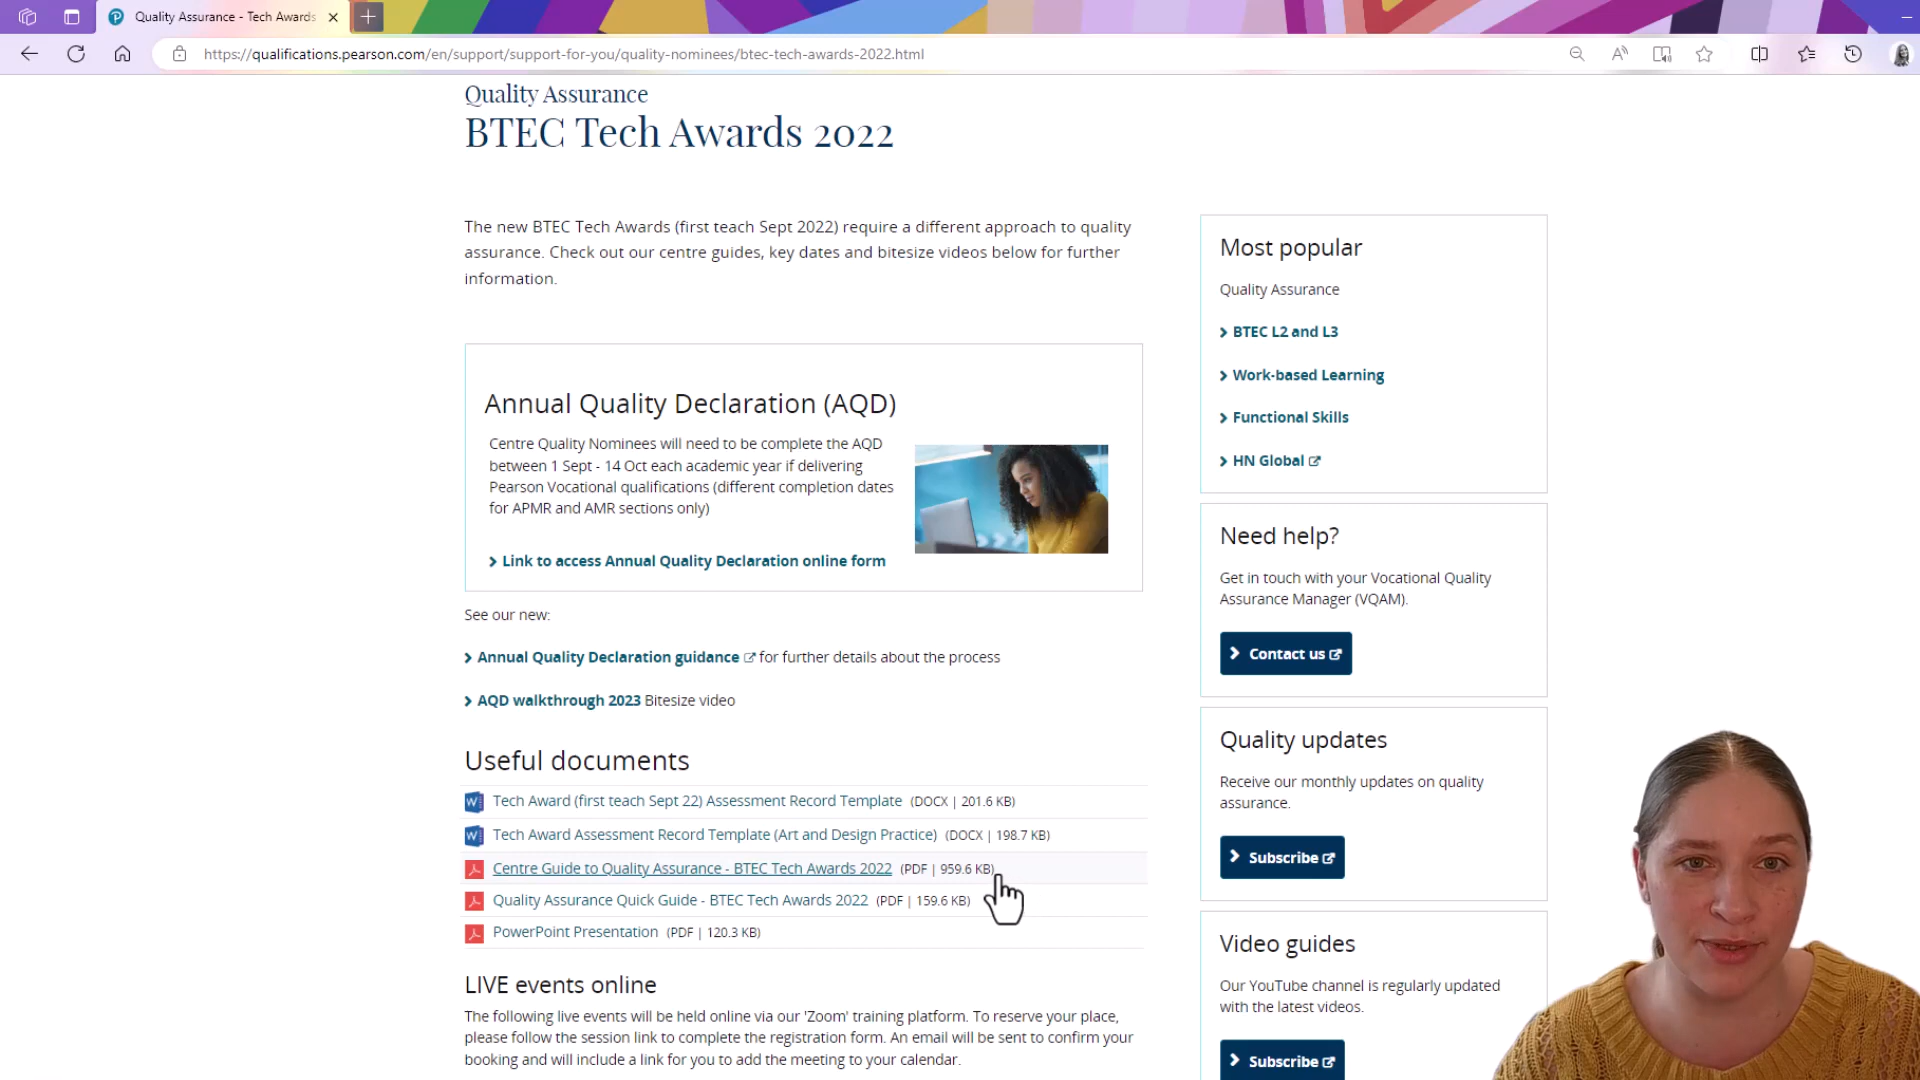 Quality Assurance - Tech Awards
https://qualifications.pearson.com/en/support/support-for-you/quality-nominees/btec-tech-awards-2022.html
Quality Assurance
BTEC Tech Awards 2022
The new BTEC Tech Awards (first teach Sept 2022) require a different approach to quality
assurance. Check out our centre guides, key dates and bitesize videos below for further
information.
Annual Quality Declaration (AQD)
Centre Quality Nominees will need to be complete the AQD
between 1 Sept - 14 Oct each academic year if delivering
Pearson Vocational qualifications (different completion dates
for APMR and AMR sections only)
Link to access Annual Quality Declaration online form
See our new:
Annual Quality Declaration guidance for further details about the process
AQD walkthrough 2023 Bitesize video
Useful documents
Tech Award (first teach Sept 22) Assessment Record Template (DOCX | 201.6 KB)
Tech Award Assessment Record Template (Art and Design Practice) (DOCX | 198.7 KB)
Centre Guide to Quality Assurance - BTEC Tech Awards 2022 (PDF | 959.6 KB)
Quality Assurance Quick Guide - BTEC Tech Awards 2022 (PDF | 159.6 KB)
PowerPoint Presentation (PDF | 120.3 KB)
LIVE events online
The following live events will be held online via our 'Zoom' training platform. To reserve your place,
please follow the session link to complete the registration form. An email will be sent to confirm your
booking and will include a link for you to add the meeting to your calendar.
Most popular
Quality Assurance
BTEC L2 and L3
Work-based Learning
Functional Skills
HN Global
Need help?
Get in touch with your Vocational Quality
Assurance Manager (VQAM).
Contact us
Quality updates
Receive our monthly updates on quality
assurance.
Subscribe
Video guides
Our YouTube channel is regularly updated
with the latest videos.
Subscribe